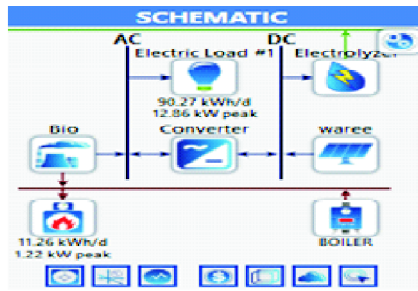 SCHEMATIC
AC
DC
Electric Load #1
Electrolyzer
90.27 kWh/d
12.86 kW peak
Bio
Converter
waree
11.26 kWh/d
1.22 kW peak
BOILER